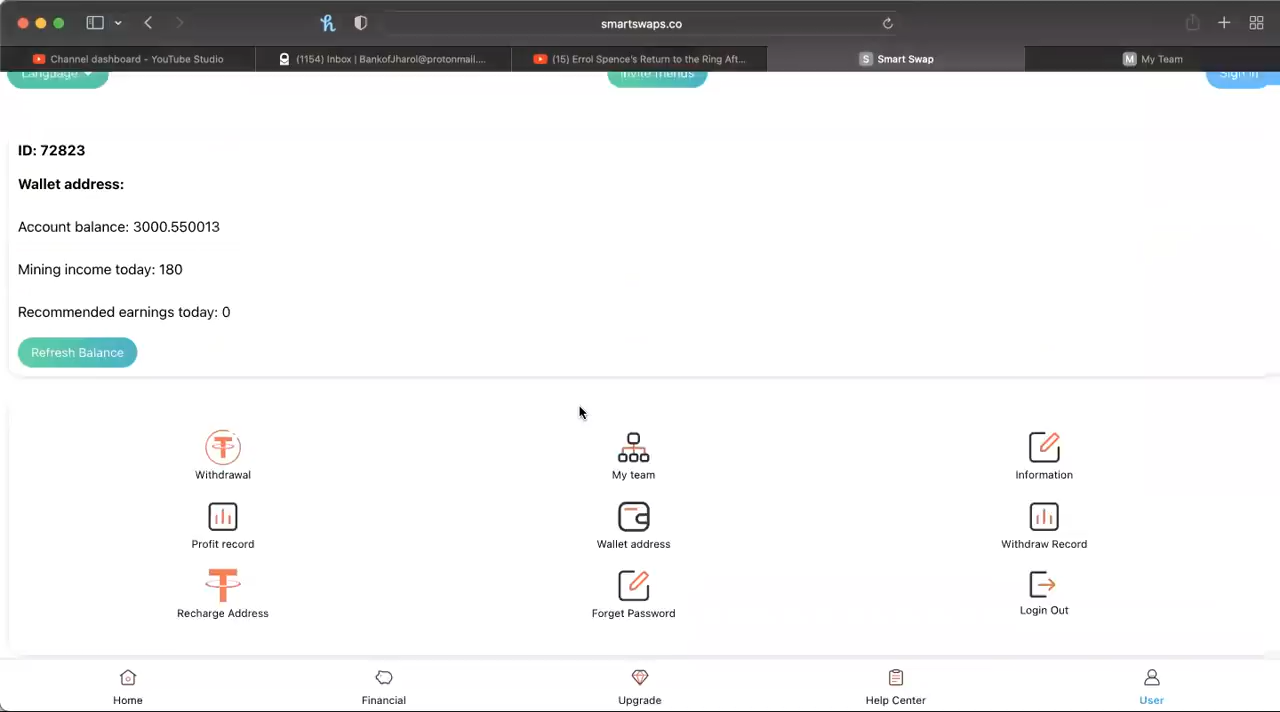 smartswaps.co
Channel dashboard - YouTube Studio
(1154) Inbox | BankofJharol@protonmail....
(15) Errol Spence's Return to the Ring Aft...
S Smart Swap
M My Team
Language
Invite friends
Sign in
ID: 72823
Wallet address:
Account balance: 3000.550013
Mining income today: 180
Recommended earnings today: 0
Refresh Balance
Withdrawal
My team
Information
Profit record
Wallet address
Withdraw Record
Recharge Address
Forget Password
Login Out
Home
Financial
Upgrade
Help Center
User